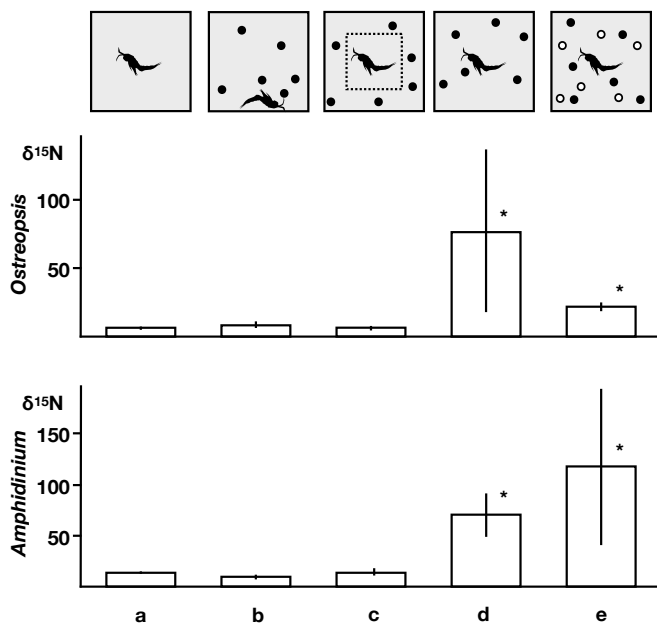 δ¹⁵N
100
50
Ostreopsis
*
*
δ¹⁵N
150
100
50
Amphidinium
*
*
a b c d e